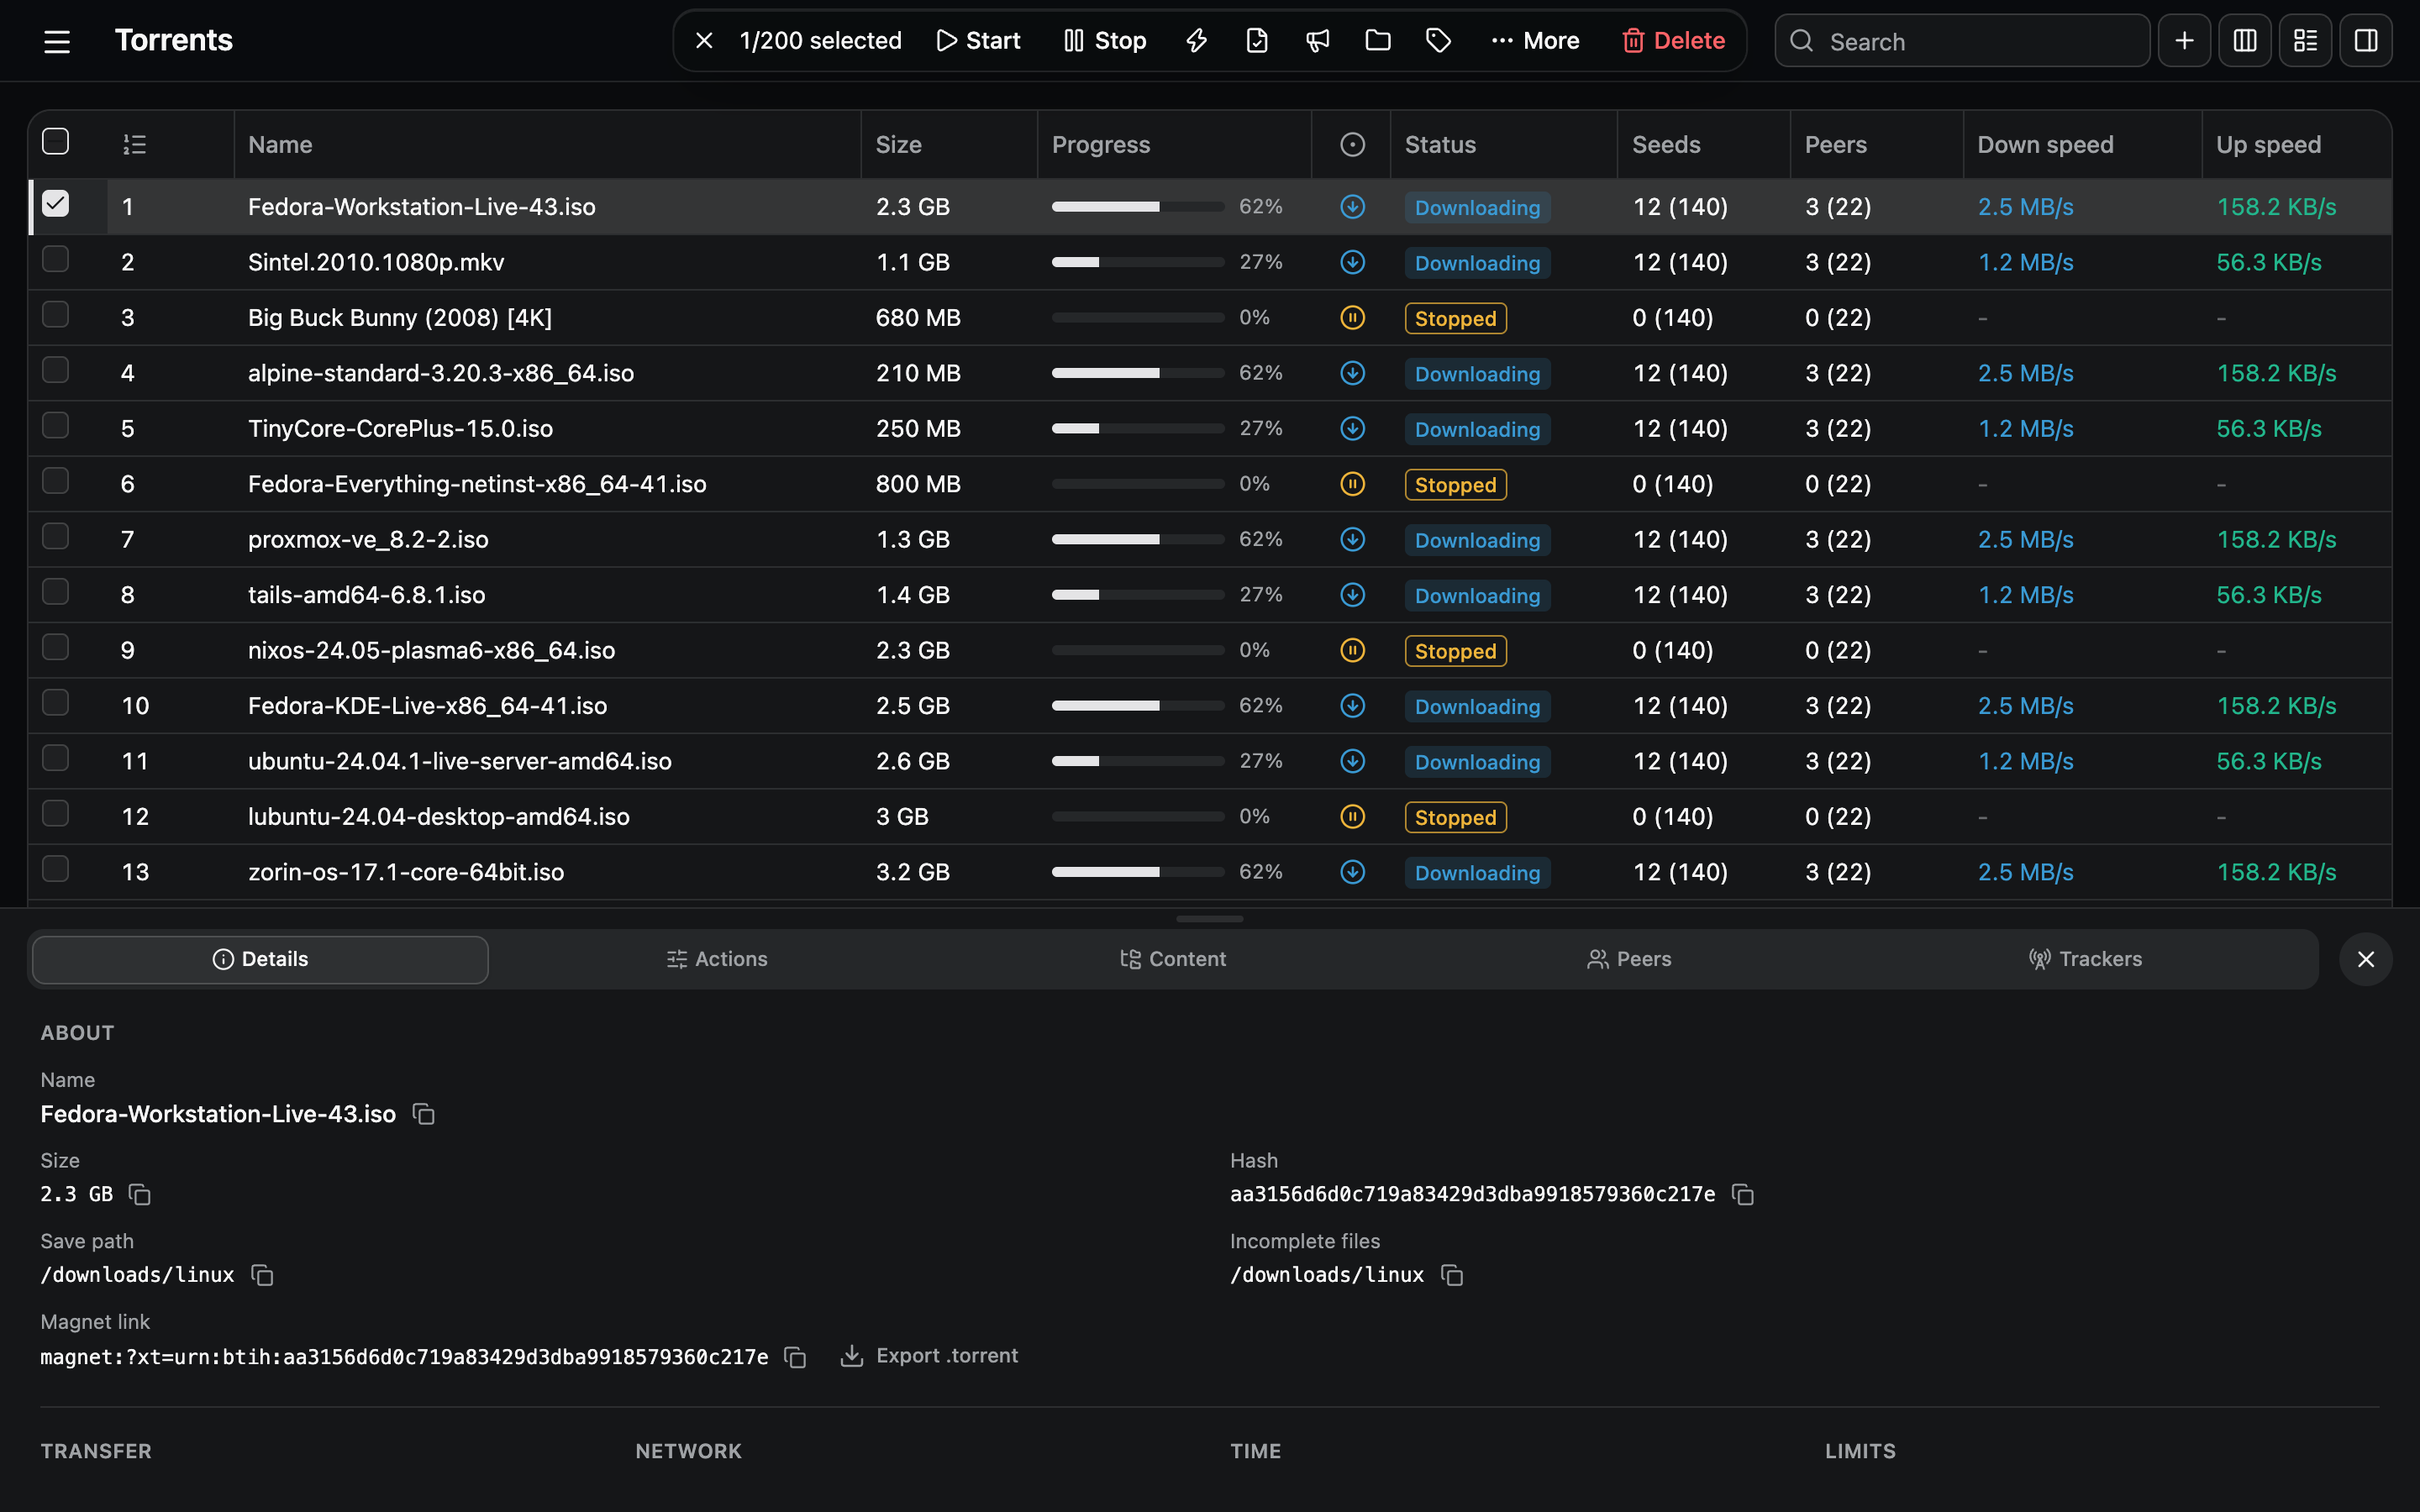 Torrents
1/200 selected Start Stop More Delete Search
Name Size Progress Status Seeds Peers Down speed Up speed
1 Fedora-Workstation-Live-43.iso 2.3 GB 62% Downloading 12 (140) 3 (22) 2.5 MB/s 158.2 KB/s
2 Sintel.2010.1080p.mkv 1.1 GB 27% Downloading 12 (140) 3 (22) 1.2 MB/s 56.3 KB/s
3 Big Buck Bunny (2008) [4K] 680 MB 0% Stopped 0 (140) 0 (22) - -
4 alpine-standard-3.20.3-x86_64.iso 210 MB 62% Downloading 12 (140) 3 (22) 2.5 MB/s 158.2 KB/s
5 TinyCore-CorePlus-15.0.iso 250 MB 27% Downloading 12 (140) 3 (22) 1.2 MB/s 56.3 KB/s
6 Fedora-Everything-netinst-x86_64-41.iso 800 MB 0% Stopped 0 (140) 0 (22) - -
7 proxmox-ve_8.2-2.iso 1.3 GB 62% Downloading 12 (140) 3 (22) 2.5 MB/s 158.2 KB/s
8 tails-amd64-6.8.1.iso 1.4 GB 27% Downloading 12 (140) 3 (22) 1.2 MB/s 56.3 KB/s
9 nixos-24.05-plasma6-x86_64.iso 2.3 GB 0% Stopped 0 (140) 0 (22) - -
10 Fedora-KDE-Live-x86_64-41.iso 2.5 GB 62% Downloading 12 (140) 3 (22) 2.5 MB/s 158.2 KB/s
11 ubuntu-24.04.1-live-server-amd64.iso 2.6 GB 27% Downloading 12 (140) 3 (22) 1.2 MB/s 56.3 KB/s
12 lubuntu-24.04-desktop-amd64.iso 3 GB 0% Stopped 0 (140) 0 (22) - -
13 zorin-os-17.1-core-64bit.iso 3.2 GB 62% Downloading 12 (140) 3 (22) 2.5 MB/s 158.2 KB/s
Details Actions Content Peers Trackers
ABOUT
Name
Fedora-Workstation-Live-43.iso
Size Hash
2.3 GB aa3156d6d0c719a83429d3dba9918579360c217e
Save path Incomplete files
/downloads/linux /downloads/linux
Magnet link
magnet:?xt=urn:btih:aa3156d6d0c719a83429d3dba9918579360c217e Export .torrent
TRANSFER NETWORK TIME LIMITS